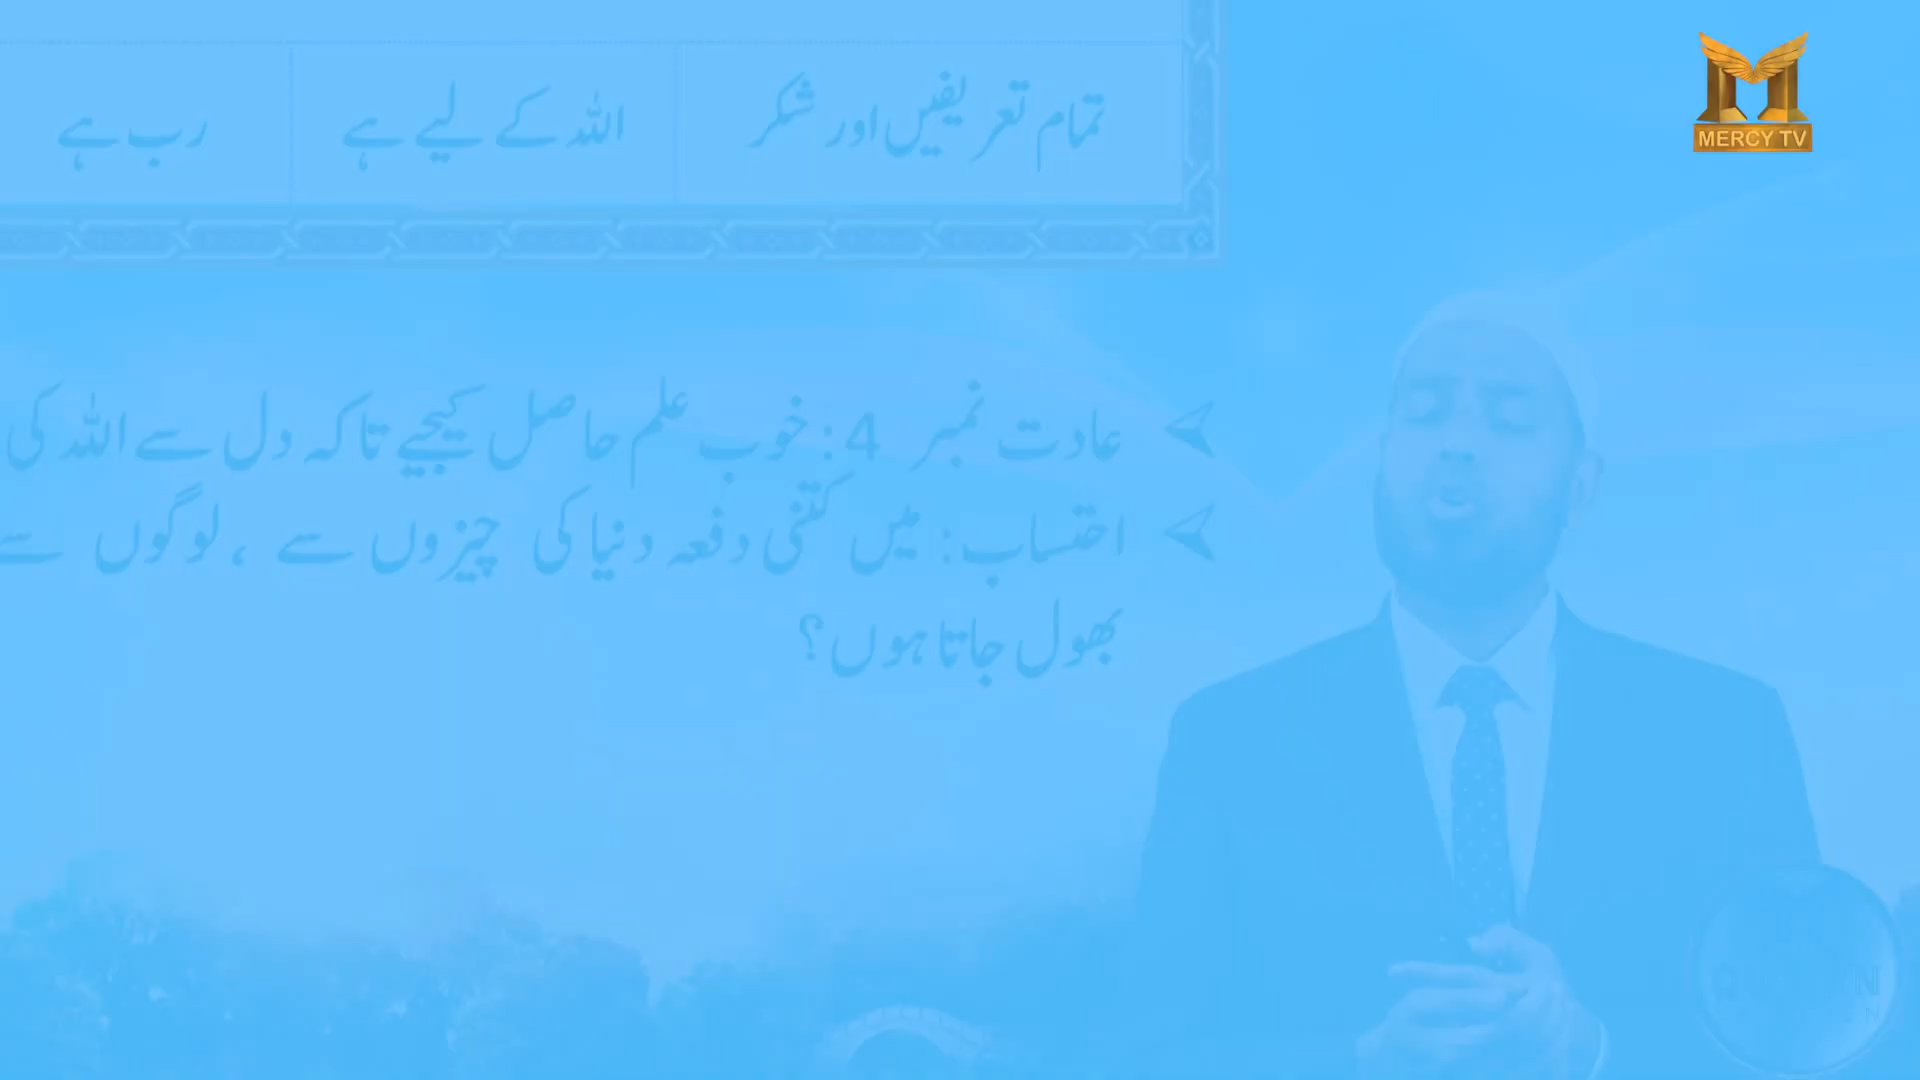 MERCY TV
تمام تعریفیں اور شکر
اللہ کے لیے ہے
رب ہے
عادت نمبر 4: خوب علم حاصل کیجیے تاکہ دل سے اللہ کی
احتساب: میں کتنی دفعہ دنیا کی چیزوں سے ، لوگوں سے
بھول جاتا ہوں؟